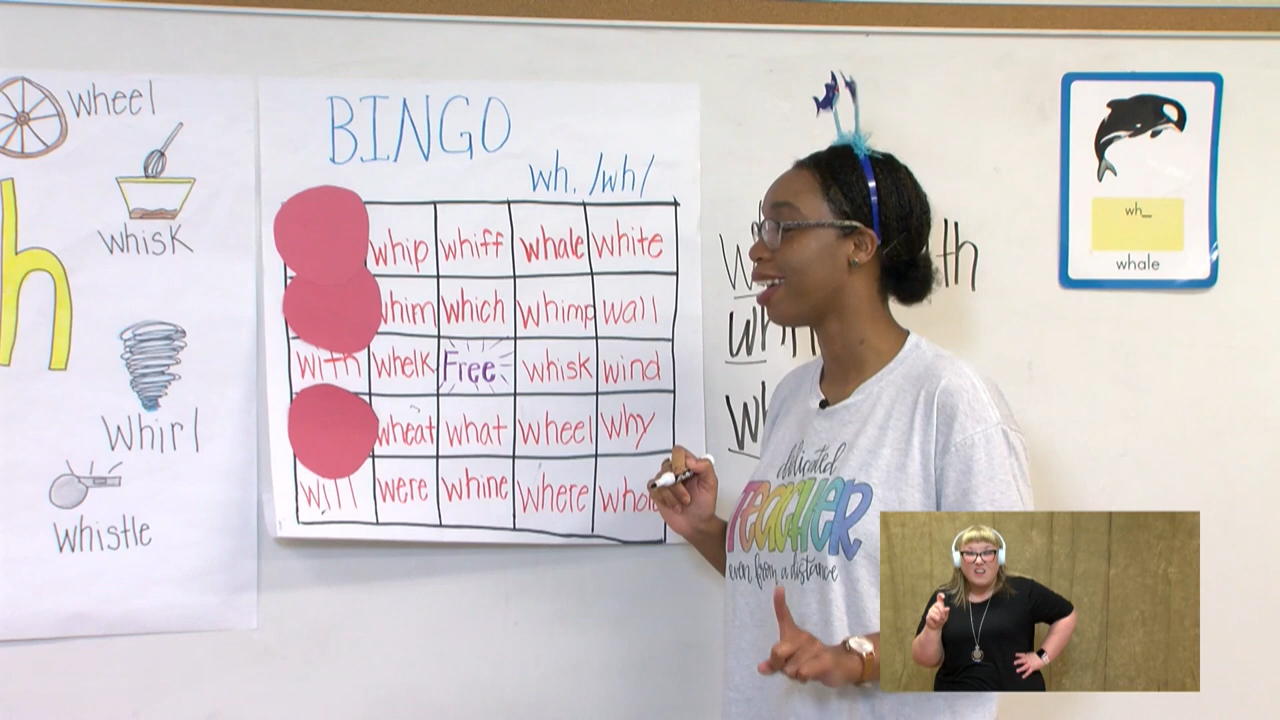 wheel
whisk
h
whirl
whistle
BINGO
wh. /wh/
whip whiff whale white
whim which whimp wall
with whelk Free whisk wind
wheat what wheel why
will were whine where
th
wh_
whale
dedicated
TEACHER
even from a distance